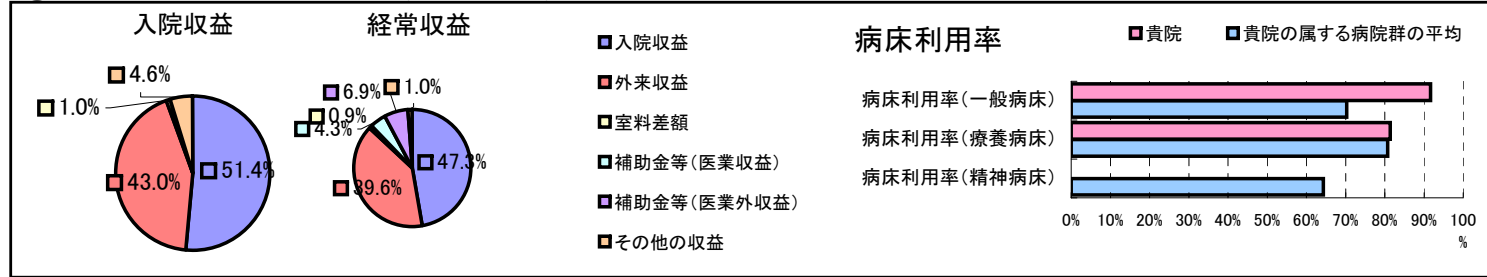 入院収益
4.6%
1.0%
43.0%
51.4%
経常収益
6.9%
1.0%
0.9%
4.3%
47.3%
39.6%
入院収益
外来収益
室料差額
補助金等(医業収益)
補助金等(医業外収益)
その他の収益
病床利用率
貴院
貴院の属する病院群の平均
病床利用率(一般病床)
病床利用率(療養病床)
病床利用率(精神病床)
0% 10% 20% 30% 40% 50% 60% 70% 80% 90% 100
%